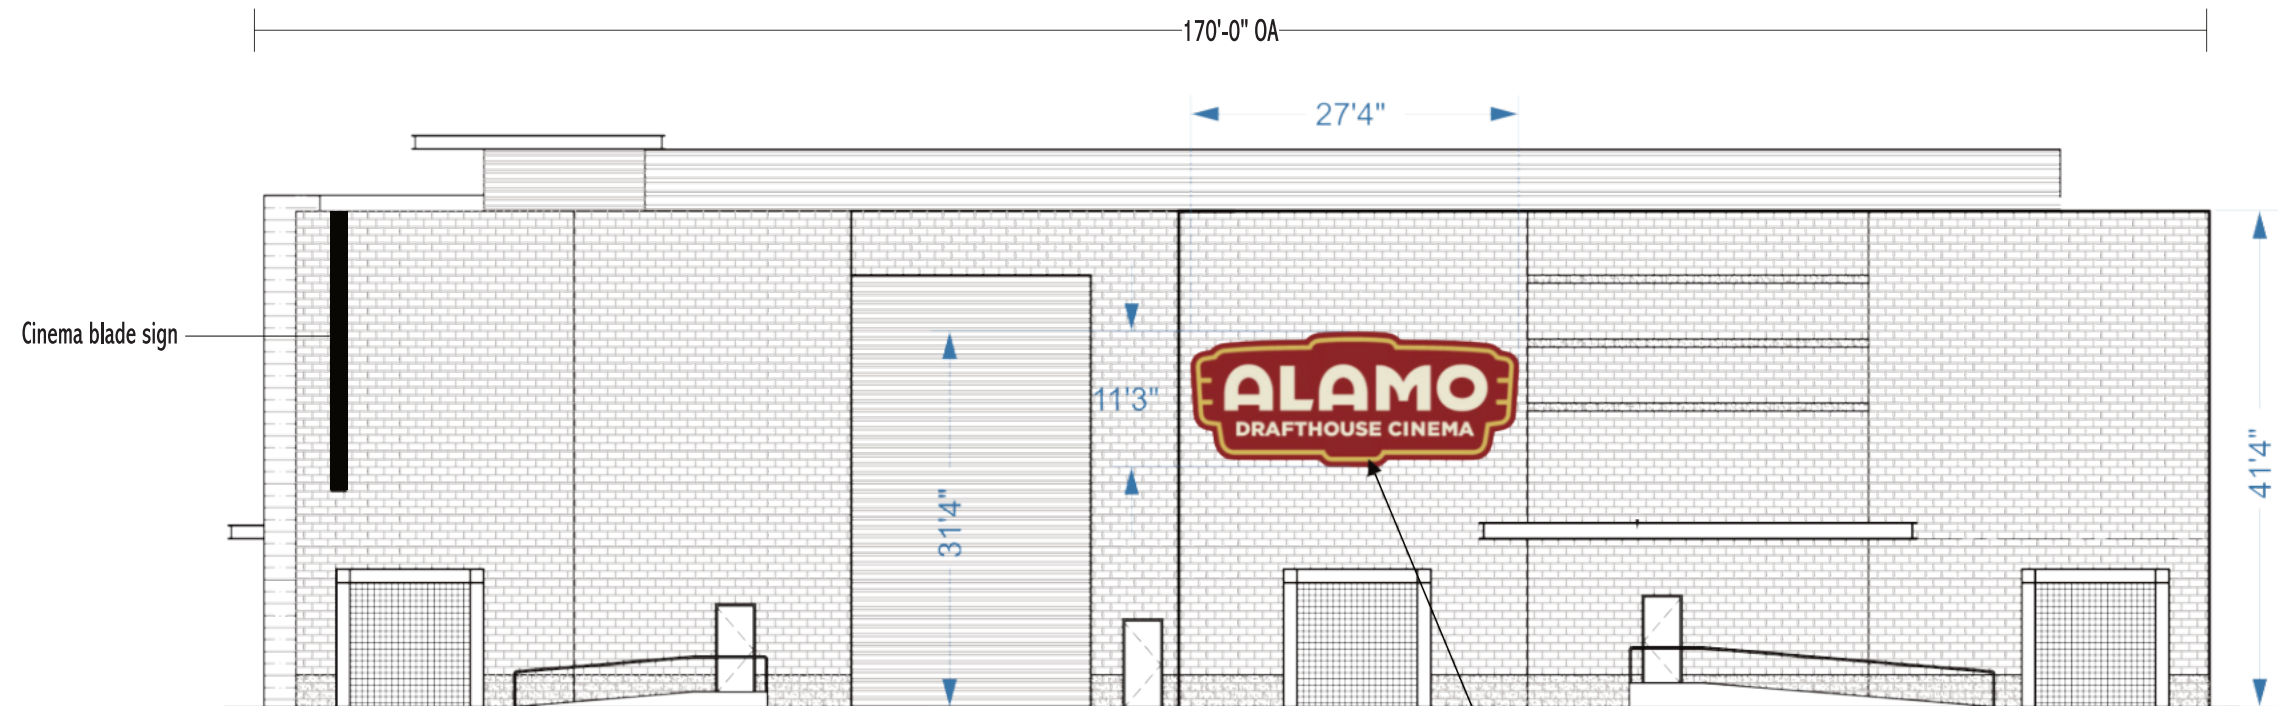 170'-0" OA
27'4"
Cinema blade sign
11'3"
ALAMO
DRAFTHOUSE CINEMA
31'4"
41'4"